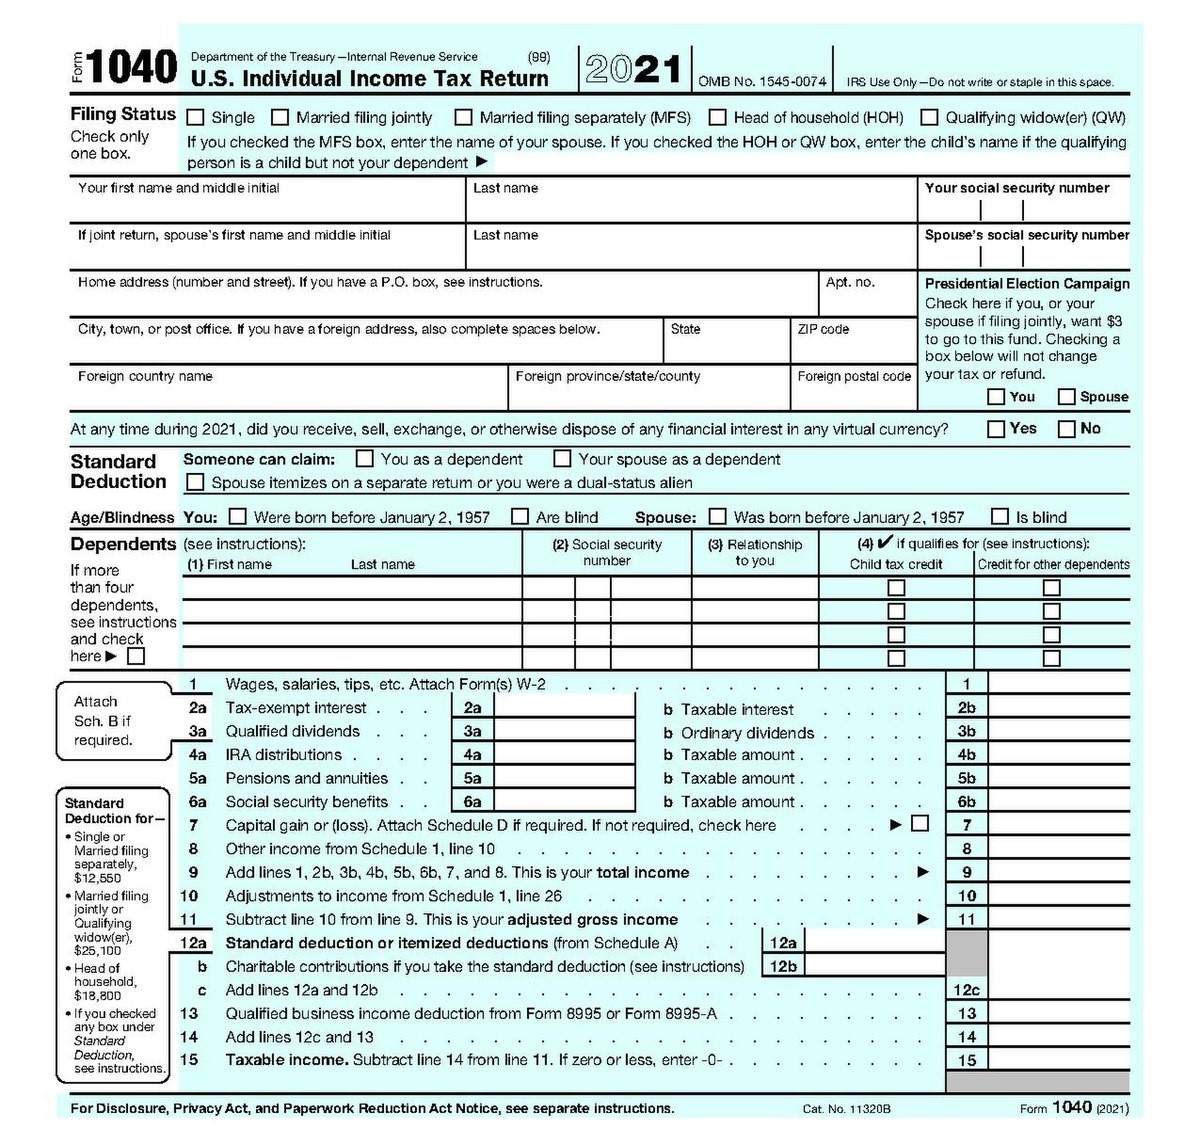 Form 1040 Department of the Treasury—Internal Revenue Service (99) 2021 OMB No. 1545-0074 IRS Use Only—Do not write or staple in this space.
U.S. Individual Income Tax Return
Filing Status Single Married filing jointly Married filing separately (MFS) Head of household (HOH) Qualifying widow(er) (QW)
Check only one box.
If you checked the MFS box, enter the name of your spouse. If you checked the HOH or QW box, enter the child's name if the qualifying
person is a child but not your dependent ▶
Your first name and middle initial Last name Your social security number
If joint return, spouse's first name and middle initial Last name Spouse's social security number
Home address (number and street). If you have a P.O. box, see instructions. Apt. no.
City, town, or post office. If you have a foreign address, also complete spaces below. State ZIP code
Foreign country name Foreign province/state/county Foreign postal code
Presidential Election Campaign
Check here if you, or your
spouse if filing jointly, want $3
to go to this fund. Checking a
box below will not change
your tax or refund.
You Spouse
At any time during 2021, did you receive, sell, exchange, or otherwise dispose of any financial interest in any virtual currency? Yes No
Standard Deduction
Someone can claim: You as a dependent Your spouse as a dependent
Spouse itemizes on a separate return or you were a dual-status alien
Age/Blindness You: Were born before January 2, 1957 Are blind Spouse: Was born before January 2, 1957 Is blind
Dependents (see instructions): (2) Social security number (3) Relationship to you (4) ✔ if qualifies for (see instructions):
(1) First name Last name Child tax credit Credit for other dependents
If more
than four
dependents,
see instructions
and check
here ▶
Attach
Sch. B if
required.
1 Wages, salaries, tips, etc. Attach Form(s) W-2 . . . . . . . . . . . . . . . . 1
2a Tax-exempt interest . . . 2a b Taxable interest . . . . . 2b
3a Qualified dividends . . . 3a b Ordinary dividends . . . . . 3b
4a IRA distributions . . . . 4a b Taxable amount . . . . . . 4b
5a Pensions and annuities . . 5a b Taxable amount . . . . . . 5b
6a Social security benefits . . 6a b Taxable amount . . . . . . 6b
7 Capital gain or (loss). Attach Schedule D if required. If not required, check here . . . . ▶ 7
8 Other income from Schedule 1, line 10 . . . . . . . . . . . . . . . . . . 8
9 Add lines 1, 2b, 3b, 4b, 5b, 6b, 7, and 8. This is your total income . . . . . . . . . ▶ 9
10 Adjustments to income from Schedule 1, line 26 . . . . . . . . . . . . . . . 10
11 Subtract line 10 from line 9. This is your adjusted gross income . . . . . . . . . ▶ 11
12a Standard deduction or itemized deductions (from Schedule A) . . 12a
b Charitable contributions if you take the standard deduction (see instructions) 12b
c Add lines 12a and 12b . . . . . . . . . . . . . . . . . . . . . . . 12c
13 Qualified business income deduction from Form 8995 or Form 8995-A . . . . . . . . . 13
14 Add lines 12c and 13 . . . . . . . . . . . . . . . . . . . . . . . 14
15 Taxable income. Subtract line 14 from line 11. If zero or less, enter -0- . . . . . . . . . 15
Standard
Deduction for—
• Single or
Married filing
separately,
$12,550
• Married filing
jointly or
Qualifying
widow(er),
$25,100
• Head of
household,
$18,800
• If you checked
any box under
Standard
Deduction,
see instructions.
For Disclosure, Privacy Act, and Paperwork Reduction Act Notice, see separate instructions. Cat. No. 11320B Form 1040 (2021)